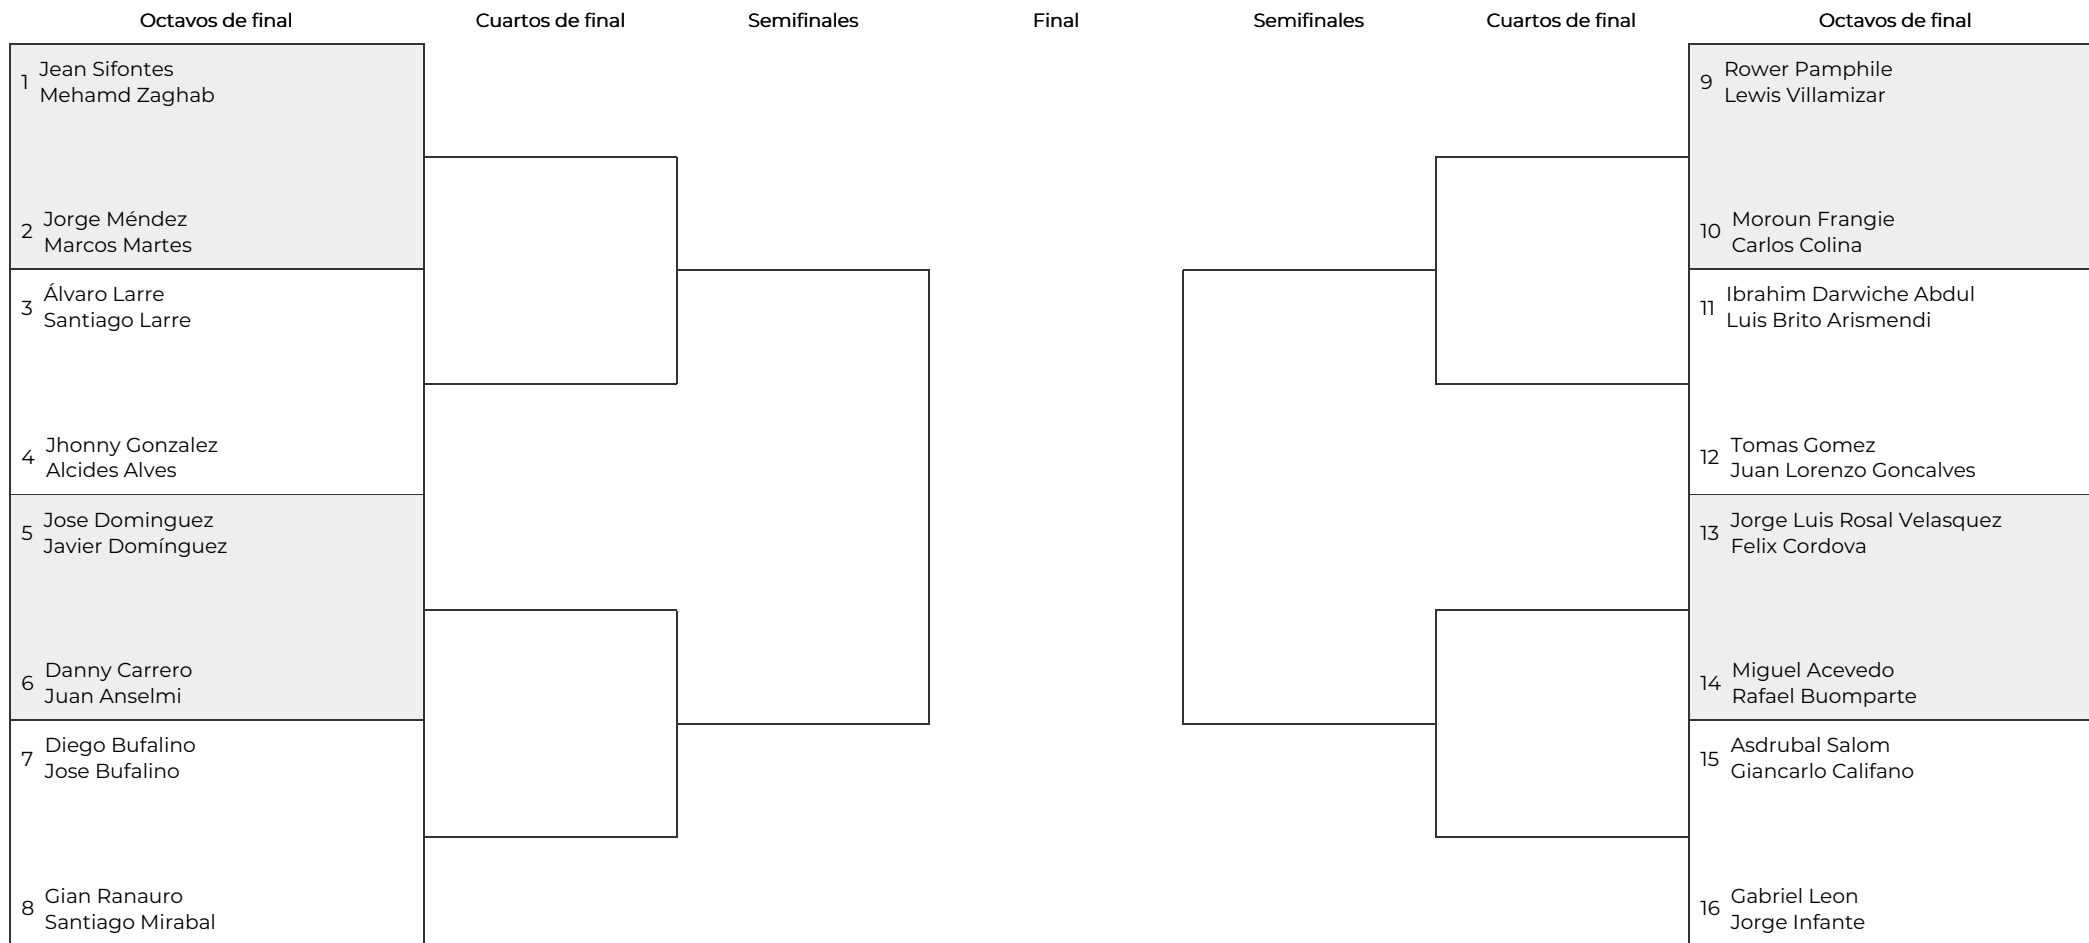 Octavos de final
Cuartos de final
Semifinales
Final
Semifinales
Cuartos de final
Octavos de final
1
Jean Sifontes
Mehamd Zaghab
2
Jorge Méndez
Marcos Martes
3
Álvaro Larre
Santiago Larre
4
Jhonny Gonzalez
Alcides Alves
5
Jose Dominguez
Javier Domínguez
6
Danny Carrero
Juan Anselmi
7
Diego Bufalino
Jose Bufalino
8
Gian Ranauro
Santiago Mirabal
9
Rower Pamphile
Lewis Villamizar
10
Moroun Frangie
Carlos Colina
11
Ibrahim Darwiche Abdul
Luis Brito Arismendi
12
Tomas Gomez
Juan Lorenzo Goncalves
13
Jorge Luis Rosal Velasquez
Felix Cordova
14
Miguel Acevedo
Rafael Buomparte
15
Asdrubal Salom
Giancarlo Califano
16
Gabriel Leon
Jorge Infante